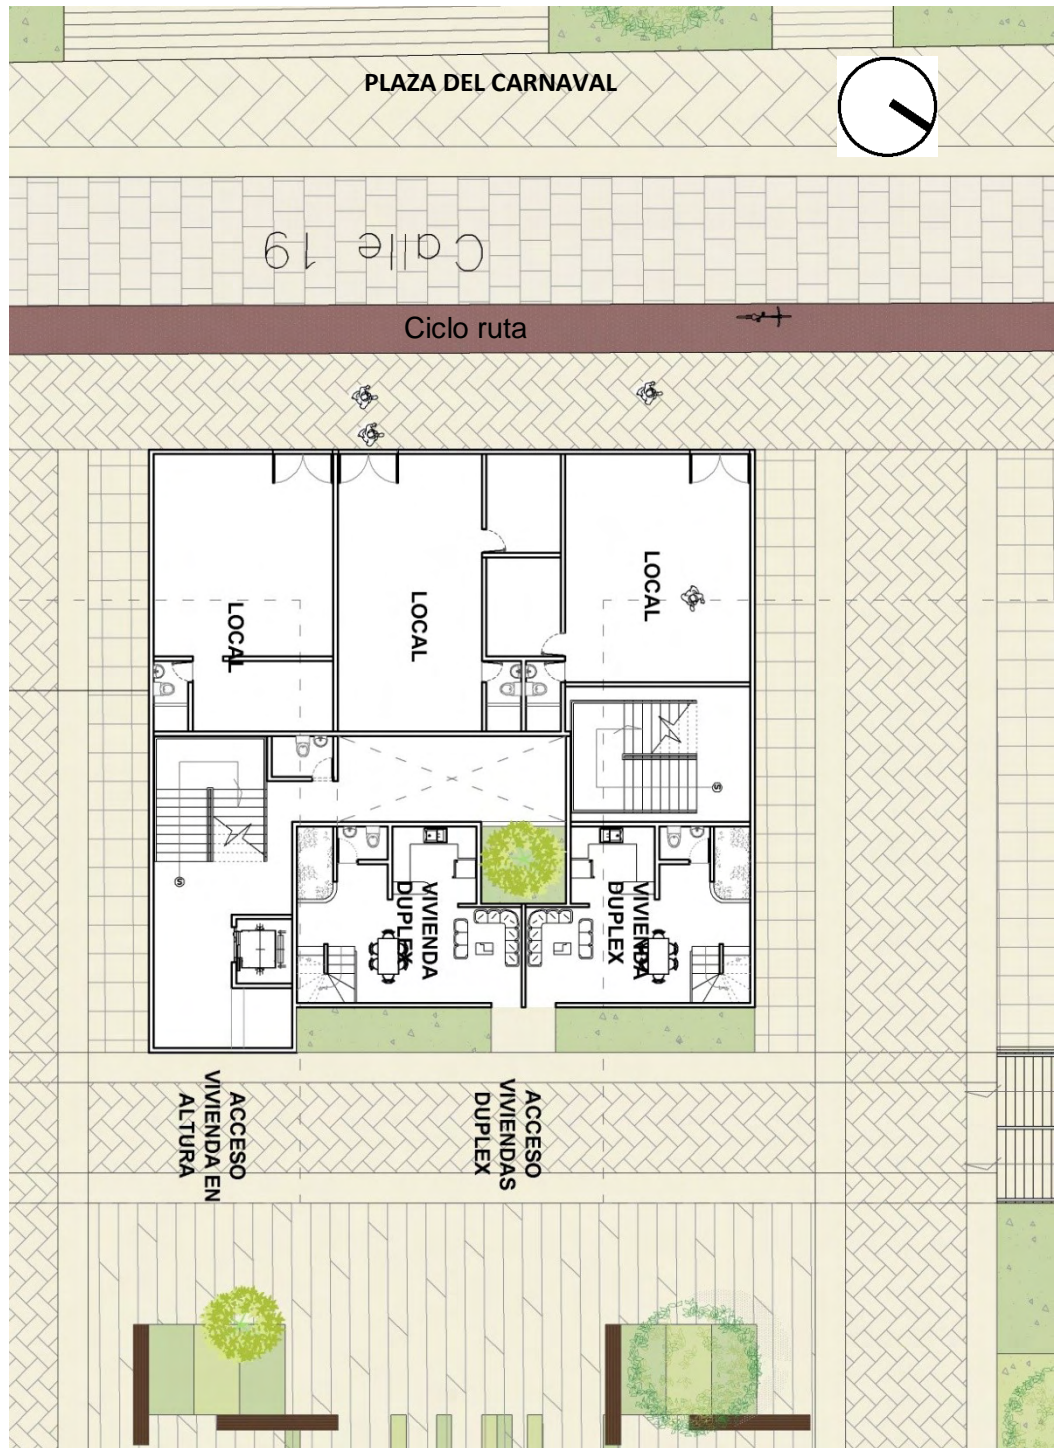 PLAZA DEL CARNAVAL
Calle 19
Ciclo ruta
LOCAL
LOCAL
LOCAL
S
S
VIVIENDA
DUPLEX
VIVIENDA
DUPLEX
ACCESO
VIVIENDA EN
ALTURA
ACCESO
VIVIENDAS
DUPLEX